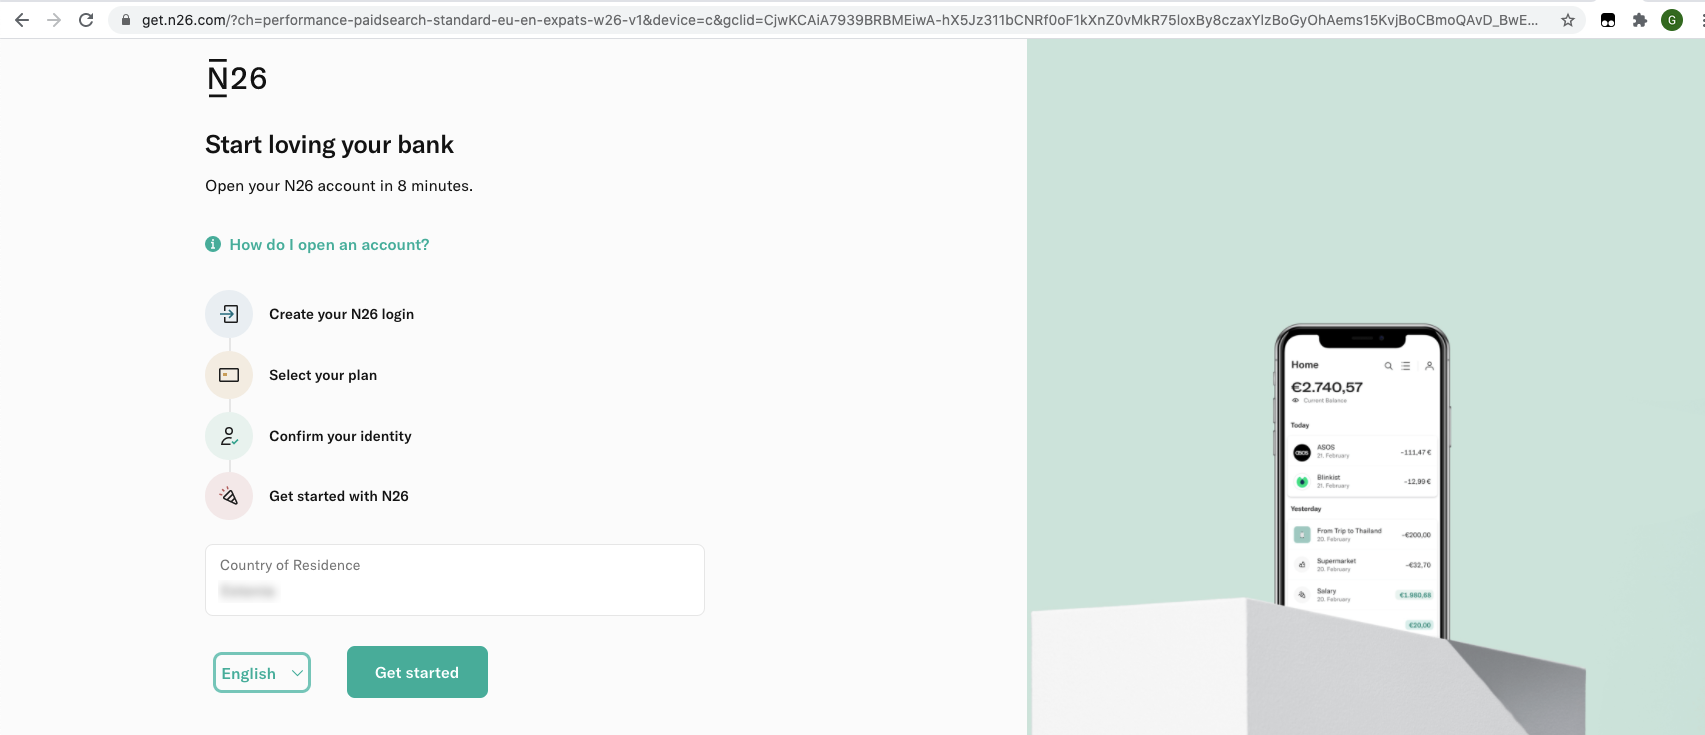 get.n26.com/?ch=performance-paidsearch-standard-eu-en-expats-w26-v1&device=c&gclid=CjwKCAiA7939BRBMEiwA-hX5Jz311bCNRf0oF1kXnZ0vMkR75loxBy8czaxYlzBoGyOhAems15KvjBoCBmoQAvD_BwE...
G
N26
Start loving your bank
Open your N26 account in 8 minutes.
How do I open an account?
Create your N26 login
Select your plan
Confirm your identity
Get started with N26
Country of Residence
English
Get started
Home
€2.740,57
Current Balance
Today
asos
ASOS
21. February
-111,47 €
Blinkist
21. February
-12,99 €
Yesterday
From Trip to Thailand
20. February
-€200,00
Supermarket
20. February
-€32,70
Salary
20. February
€1.980,68
€20,00